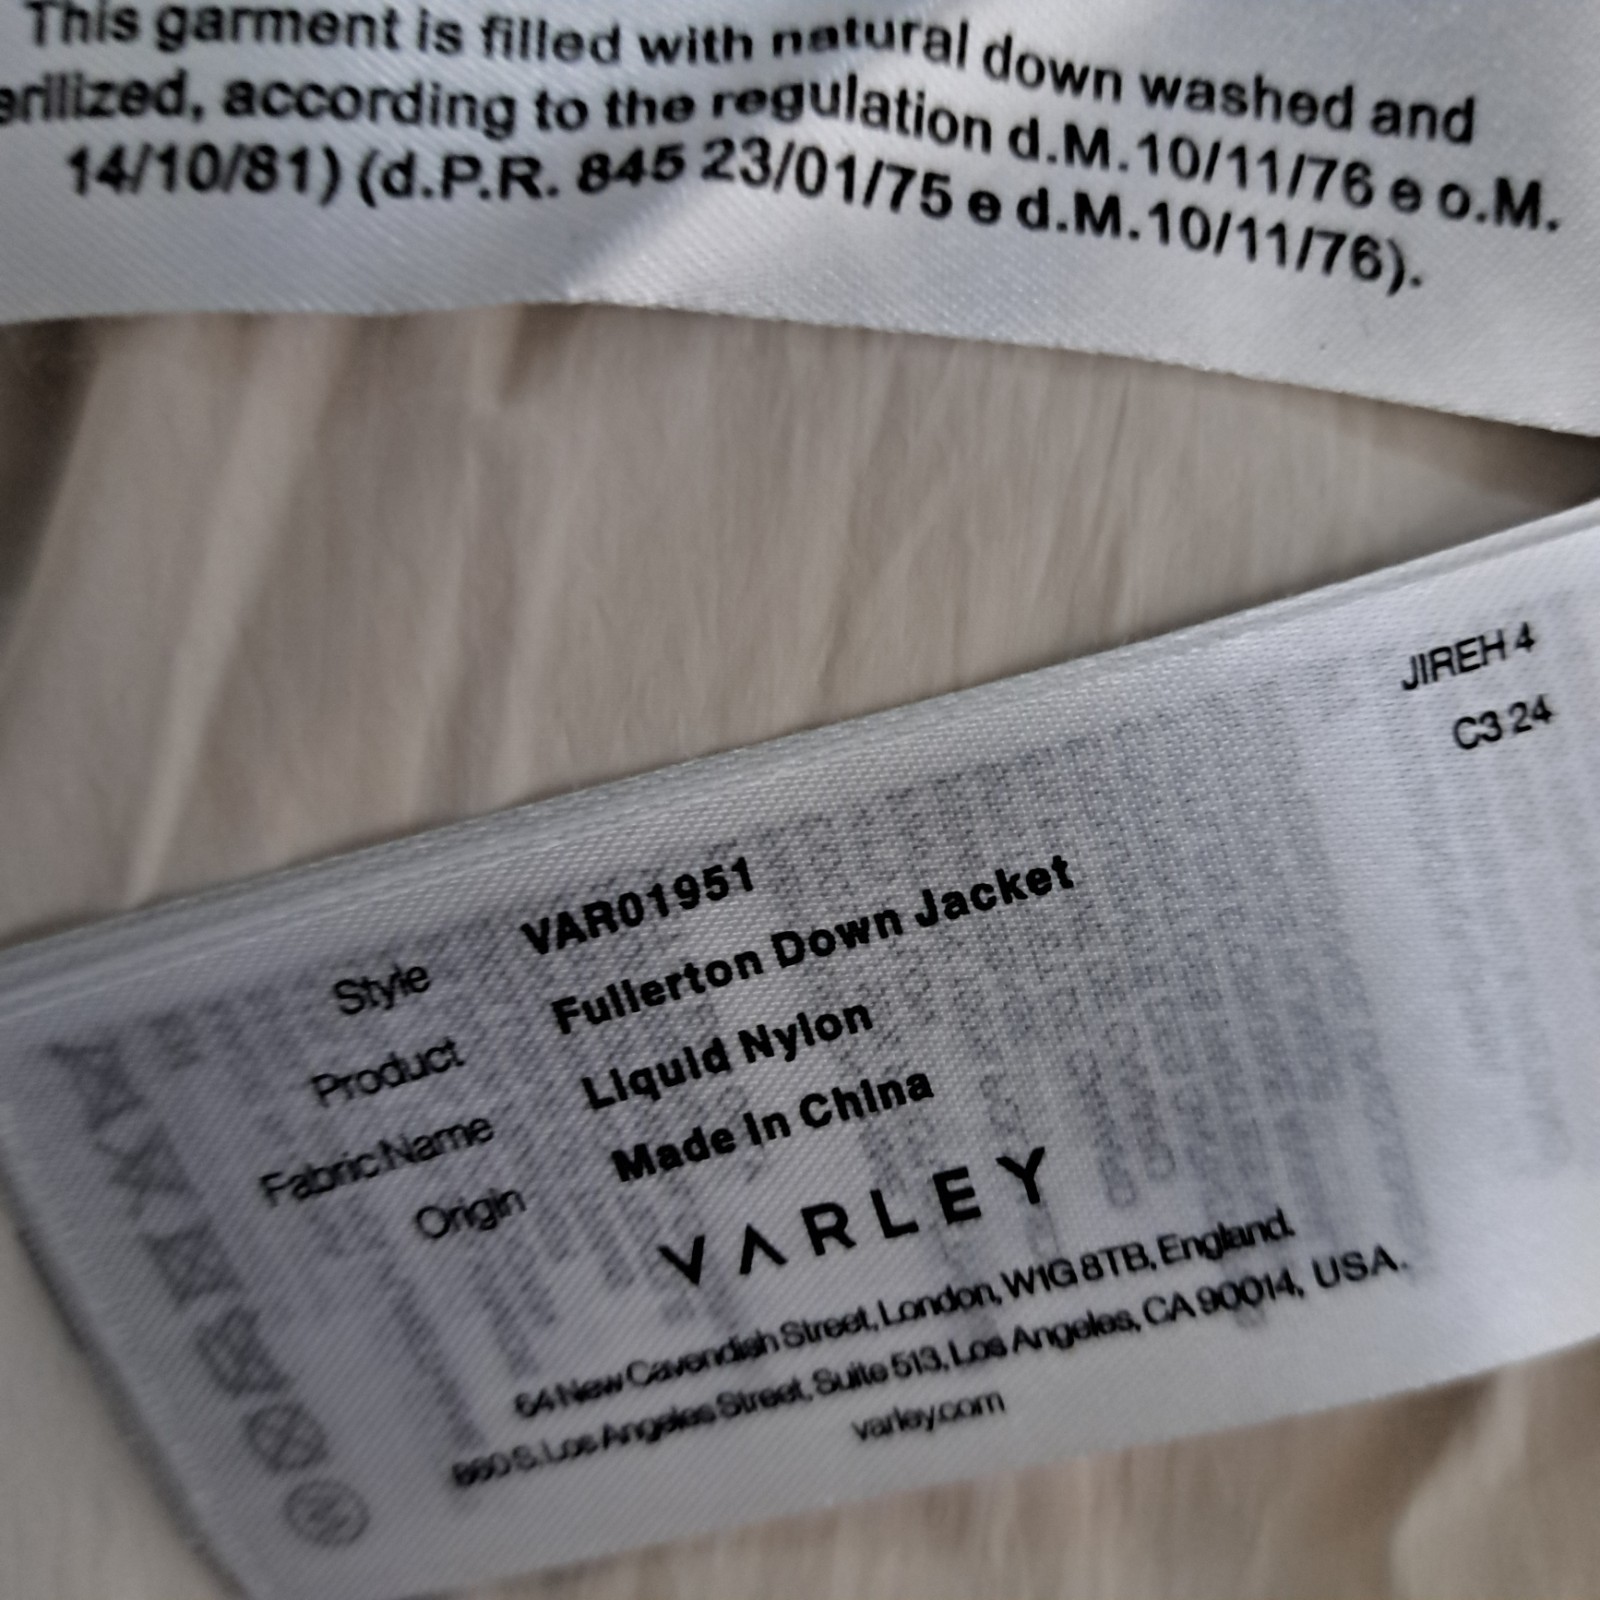 This garment is filled with natural down washed and
erilized, according to the regulation d.M.10/11/76 e o.M.
14/10/81) (d.P.R. 845 23/01/75 e d.M.10/11/76).
JIREH 4
C3 24
Style VAR01951
Product Fullerton Down Jacket
Fabric Name Liquid Nylon
Origin Made In China
VARLEY
64 New Cavendish Street, London, W1G 8TB, England.
860 S. Los Angeles Street, Suite 513, Los Angeles, CA 90014, USA.
varley.com